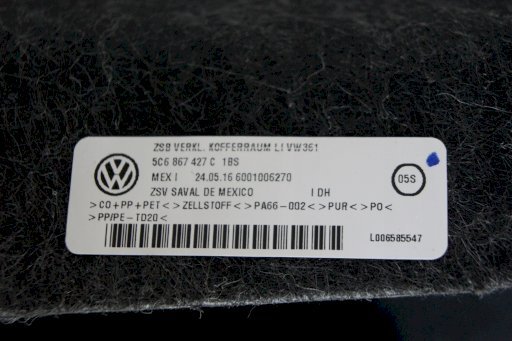 ZSB VERKL. KOFFERRAUM LI VW361
5C6 867 427 C 1BS
MEX I 24.05.16 6001006270
05S
ZSV SAVAL DE MEXICO I DH
>CO+PP+PET<>ZELLSTOFF<>PA66-002<>PUR<>PO<
>PP/PE-TD20<
L006585547